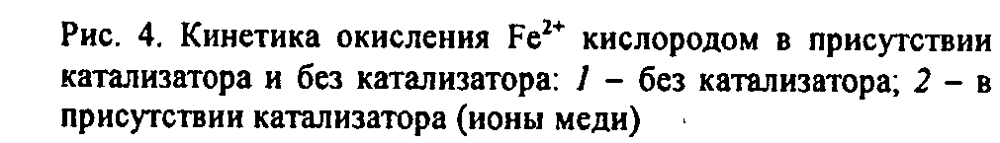 Рис. 4. Кинетика окисления Fe²⁺ кислородом в присутствии
катализатора и без катализатора: 1 – без катализатора; 2 – в
присутствии катализатора (ионы меди)